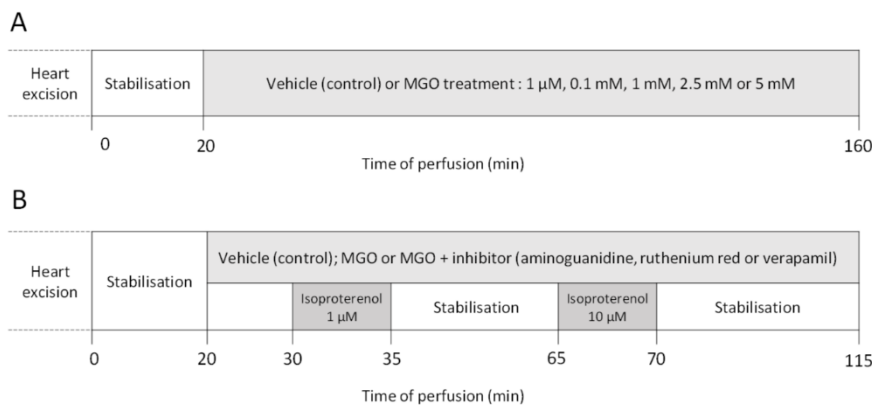 A
Heart
excision
Stabilisation
Vehicle (control) or MGO treatment : 1 µM, 0.1 mM, 1 mM, 2.5 mM or 5 mM
0
20
160
Time of perfusion (min)
B
Heart
excision
Stabilisation
Vehicle (control); MGO or MGO + inhibitor (aminoguanidine, ruthenium red or verapamil)
Isoproterenol
1 µM
Stabilisation
Isoproterenol
10 µM
Stabilisation
0
20
30
35
65
70
115
Time of perfusion (min)